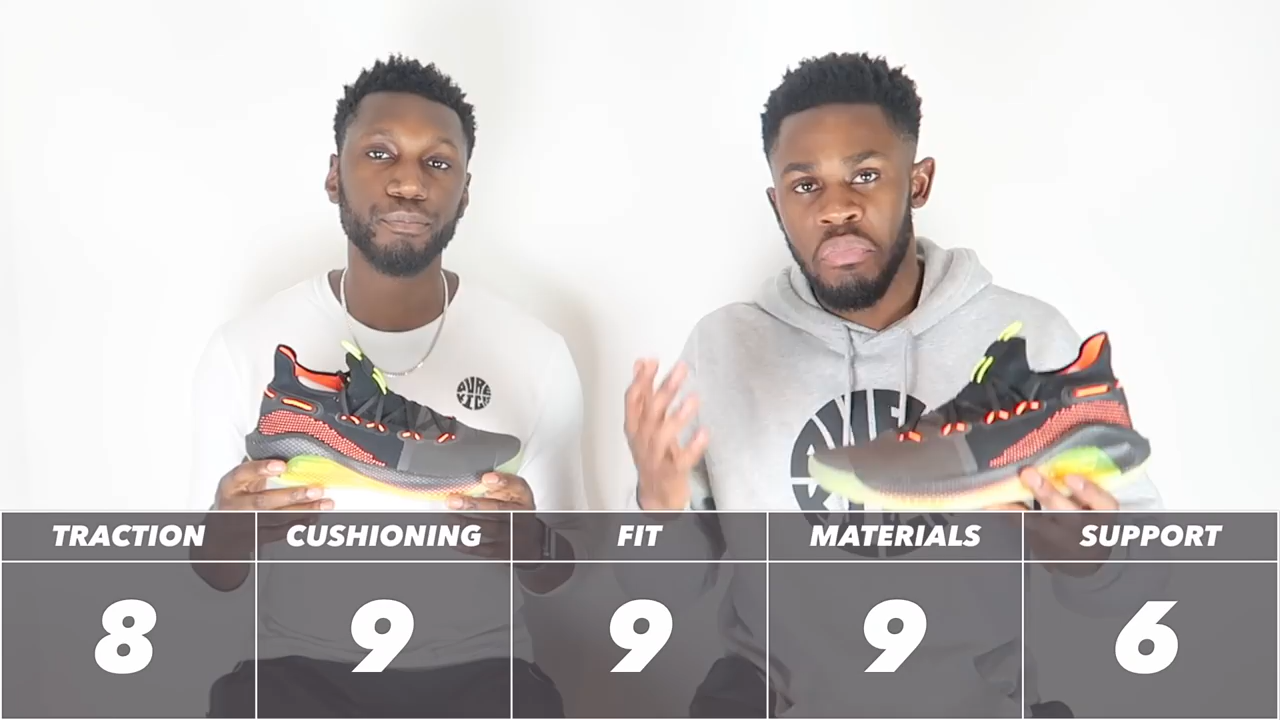 TRACTION
CUSHIONING
FIT
MATERIALS
SUPPORT
8
9
9
9
6